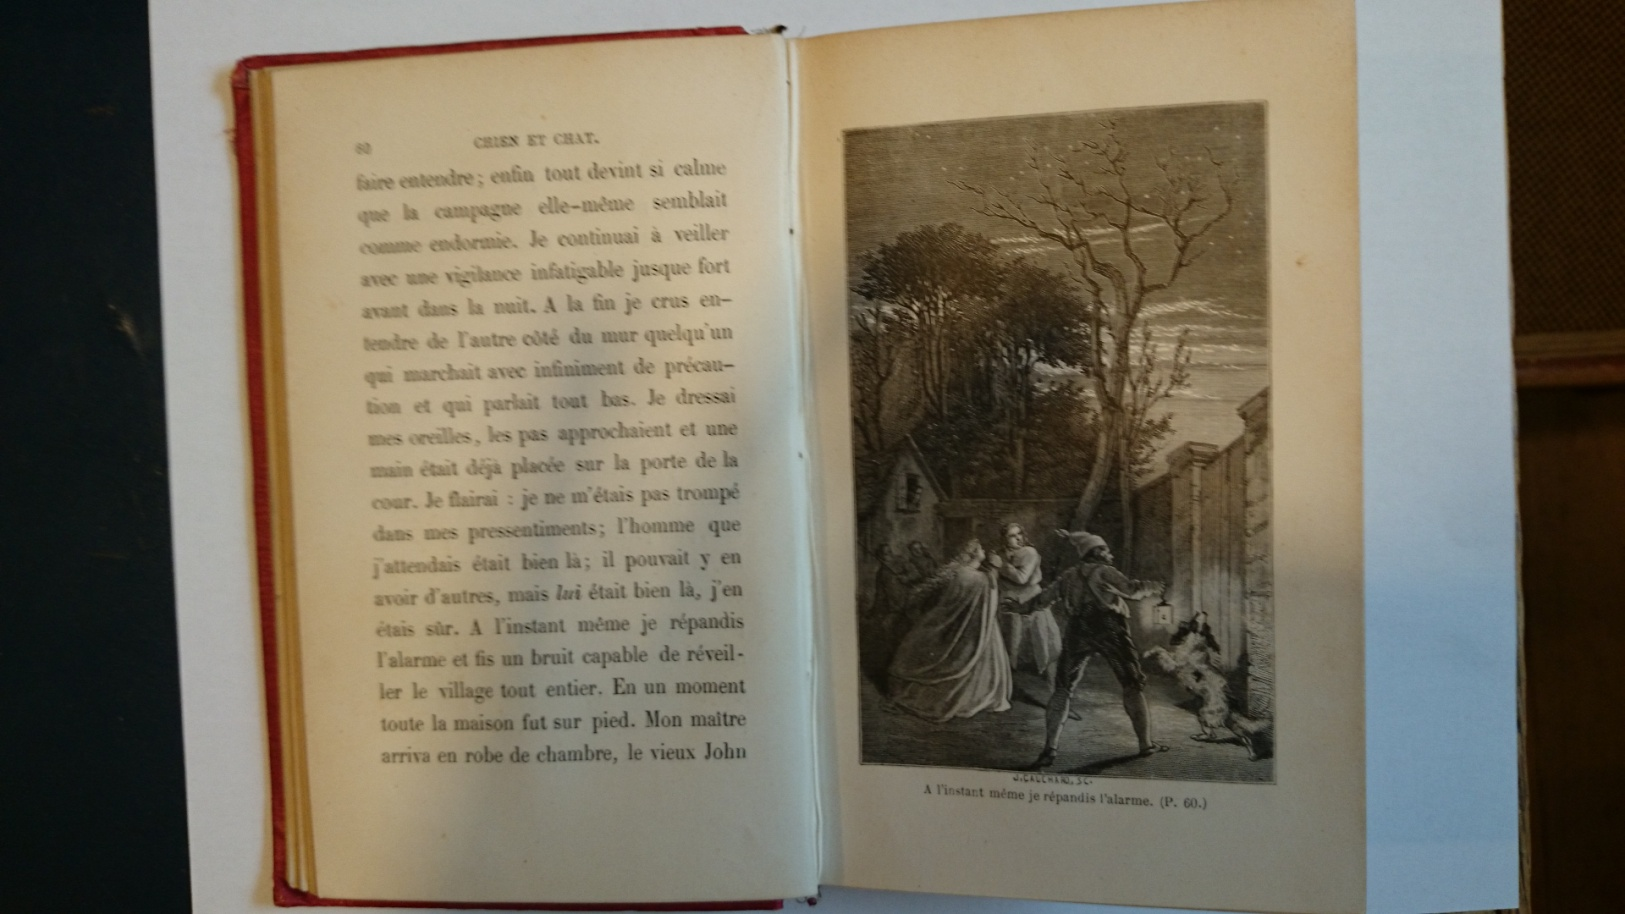 60
CHIEN ET CHAT.
faire entendre ; enfin tout devint si calme
que la campagne elle-même semblait
comme endormie. Je continuai à veiller
avec une vigilance infatigable jusque fort
avant dans la nuit. A la fin je crus en-
tendre de l'autre côté du mur quelqu'un
qui marchait avec infiniment de précau-
tion et qui parlait tout bas. Je dressai
mes oreilles, les pas approchaient et une
main était déjà placée sur la porte de la
cour. Je flairai : je ne m'étais pas trompé
dans mes pressentiments; l'homme que
j'attendais était bien là; il pouvait y en
avoir d'autres, mais lui était bien là, j'en
étais sûr. A l'instant même je répandis
l'alarme et fis un bruit capable de réveil-
ler le village tout entier. En un moment
toute la maison fut sur pied. Mon maître
arriva en robe de chambre, le vieux John
A l'instant même je répandis l'alarme. (P. 60.)